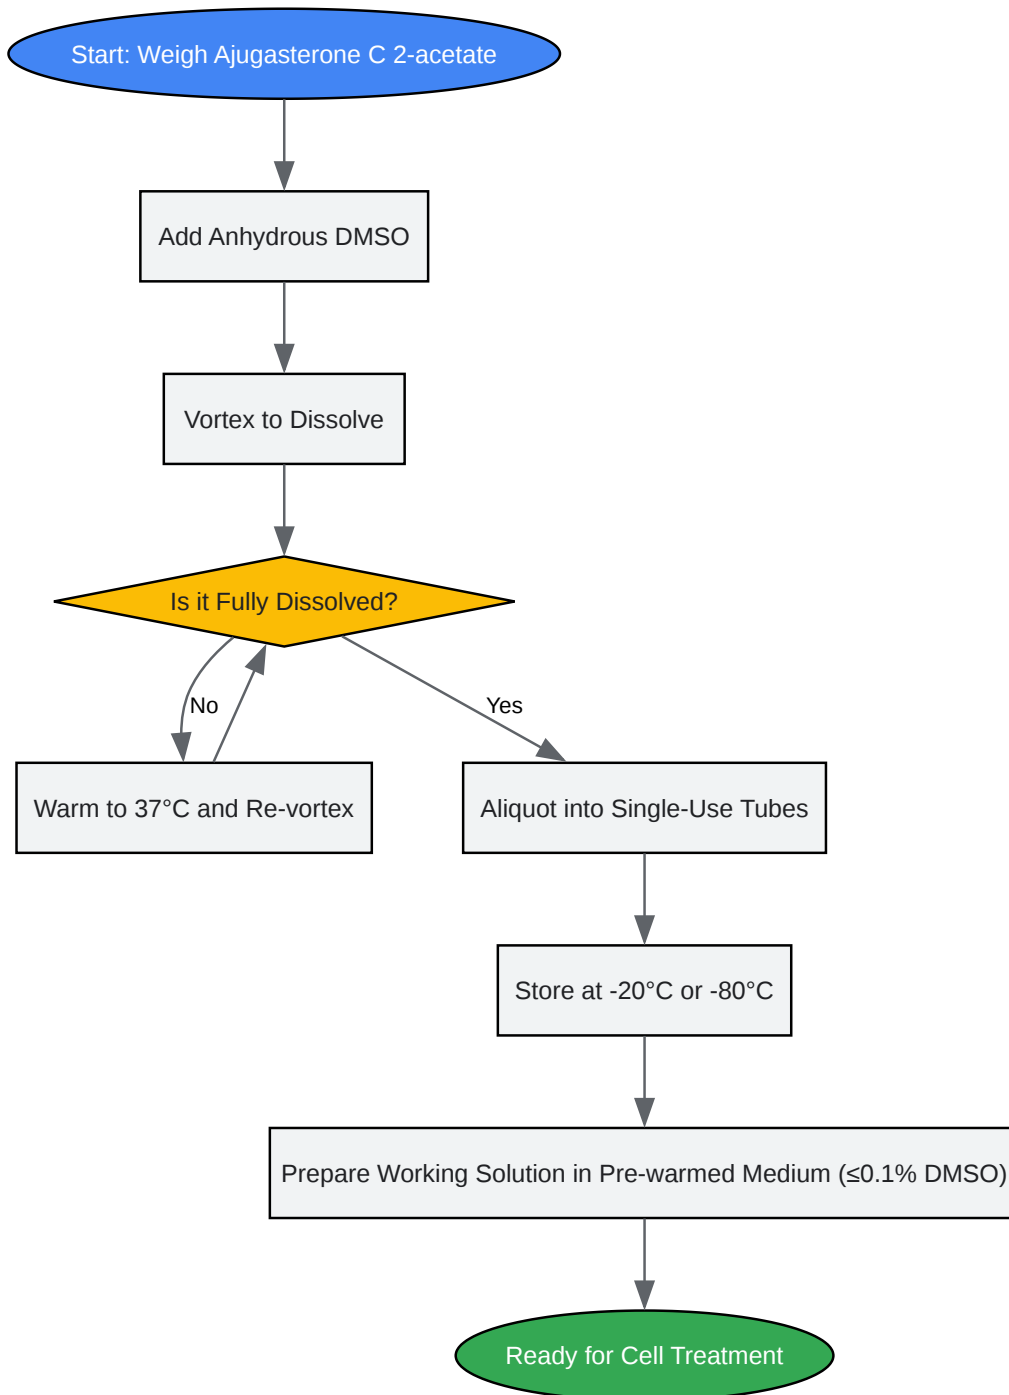 Start: Weigh Ajugasterone C 2-acetate
Add Anhydrous DMSO
Vortex to Dissolve
Is it Fully Dissolved?
No
Yes
Warm to 37°C and Re-vortex
Aliquot into Single-Use Tubes
Store at -20°C or -80°C
Prepare Working Solution in Pre-warmed Medium (≤0.1% DMSO)
Ready for Cell Treatment